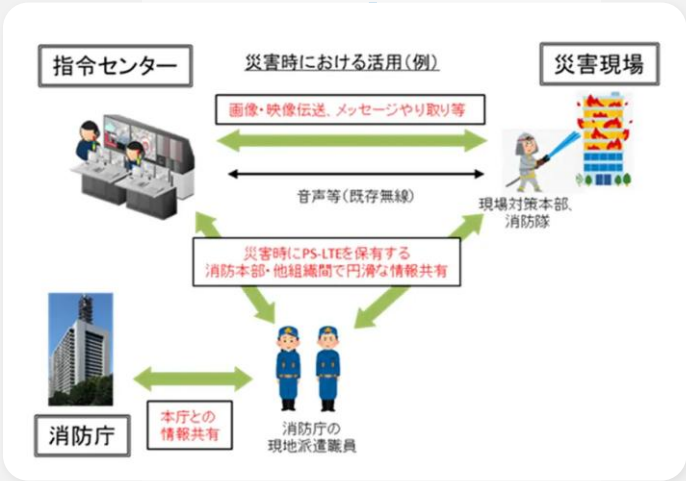 災害時における活用(例)
指令センター
災害現場
画像・映像伝送、メッセージやり取り等
音声等(既存無線)
現場対策本部、
消防隊
災害時にPS-LTEを保有する
消防本部・他組織間で円滑な情報共有
本庁との
情報共有
消防庁
消防庁の
現地派遣職員